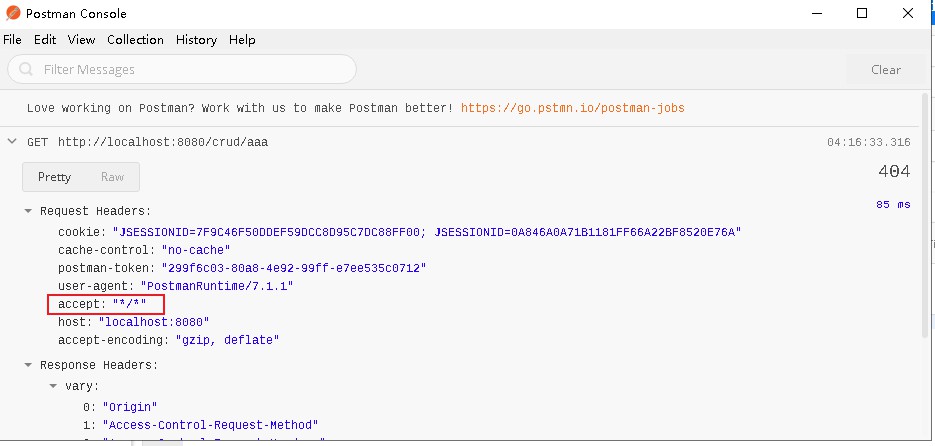 Postman Console
File Edit View Collection History Help
Filter Messages
Clear
Love working on Postman? Work with us to make Postman better! https://go.pstmn.io/postman-jobs
GET http://localhost:8080/crud/aaa 04:16:33.316
404
Pretty Raw
85 ms
Request Headers:
cookie: "JSESSIONID=7F9C46F50DDEF59DCC8D95C7DC88FF00; JSESSIONID=0A846A0A71B1181FF66A22BF8520E76A"
cache-control: "no-cache"
postman-token: "299f6c03-80a8-4e92-99ff-e7ee535c0712"
user-agent: "PostmanRuntime/7.1.1"
accept: "*/*"
host: "localhost:8080"
accept-encoding: "gzip, deflate"
Response Headers:
vary:
0: "Origin"
1: "Access-Control-Request-Method"